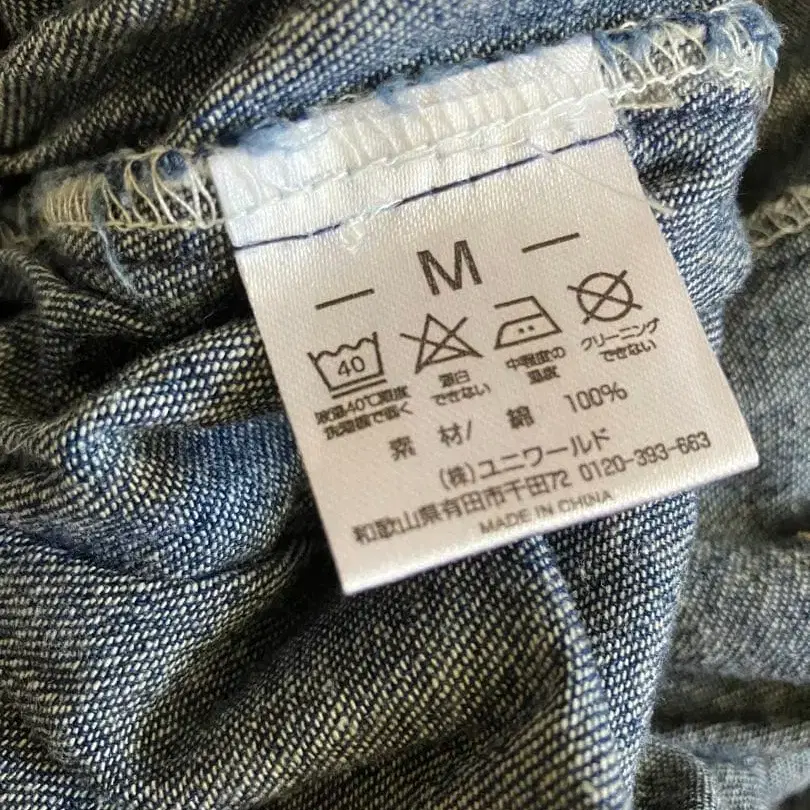 — M —
40
液温40℃限度 漂白 中程度の クリーニング
洗濯機で弱く できない 温度 できない
素 材/ 綿 100%
(株)ユニワールド
和歌山県有田市千田72 0120-393-663
MADE IN CHINA